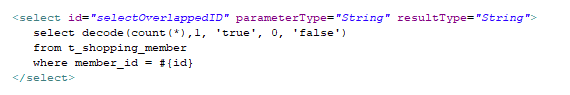 <select id="selectOverlappedID" parameterType="String" resultType="String">
select decode(count(*),1, 'true', 0, 'false')
from t_shopping_member
where member_id = #{id}
</select>